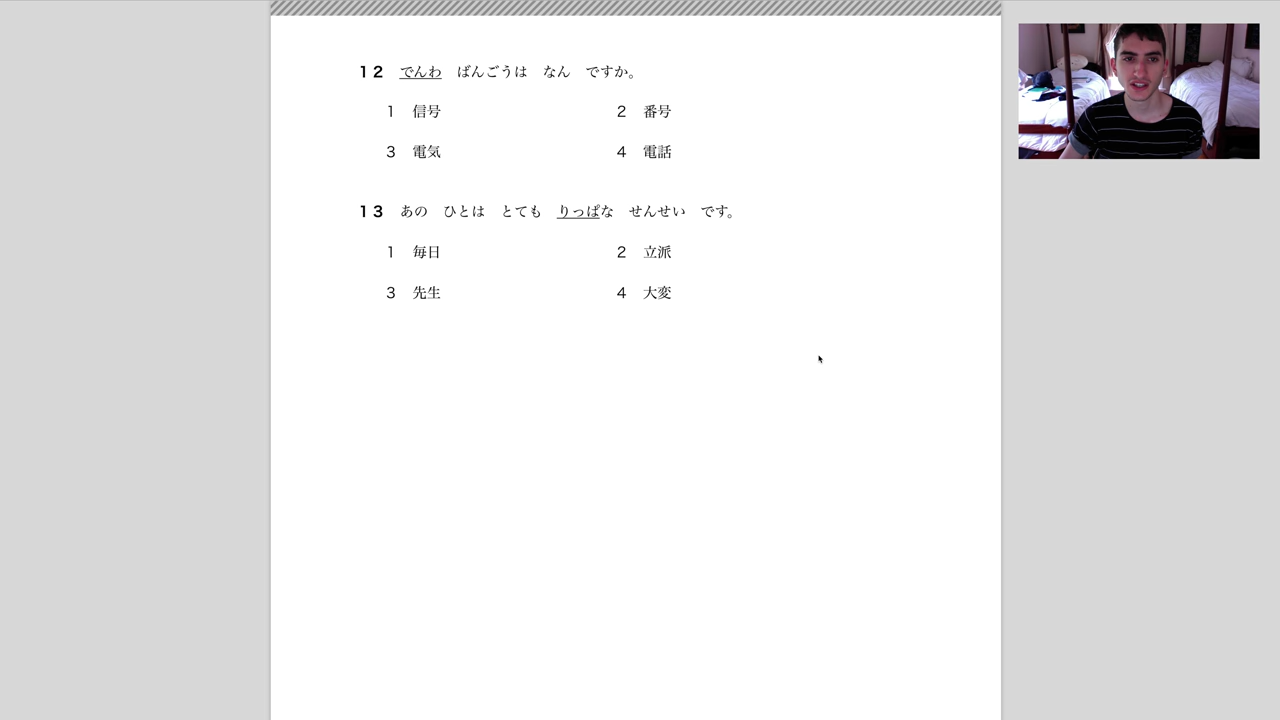 12 でんわ ばんごうは なん ですか。
1 信号 2 番号
3 電気 4 電話
13 あの ひとは とても りっぱな せんせい です。
1 毎日 2 立派
3 先生 4 大変